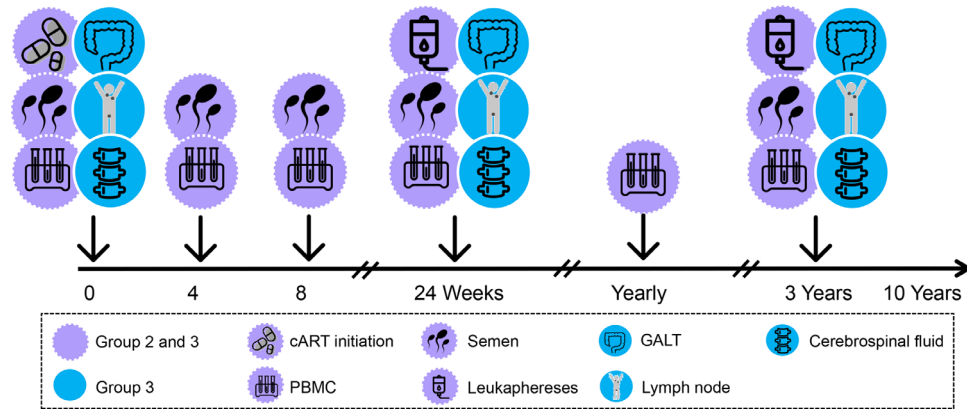 0 4 8 24 Weeks Yearly 3 Years 10 Years
Group 2 and 3 cART initiation Semen GALT Cerebrospinal fluid
Group 3 PBMC Leukaphereses Lymph node